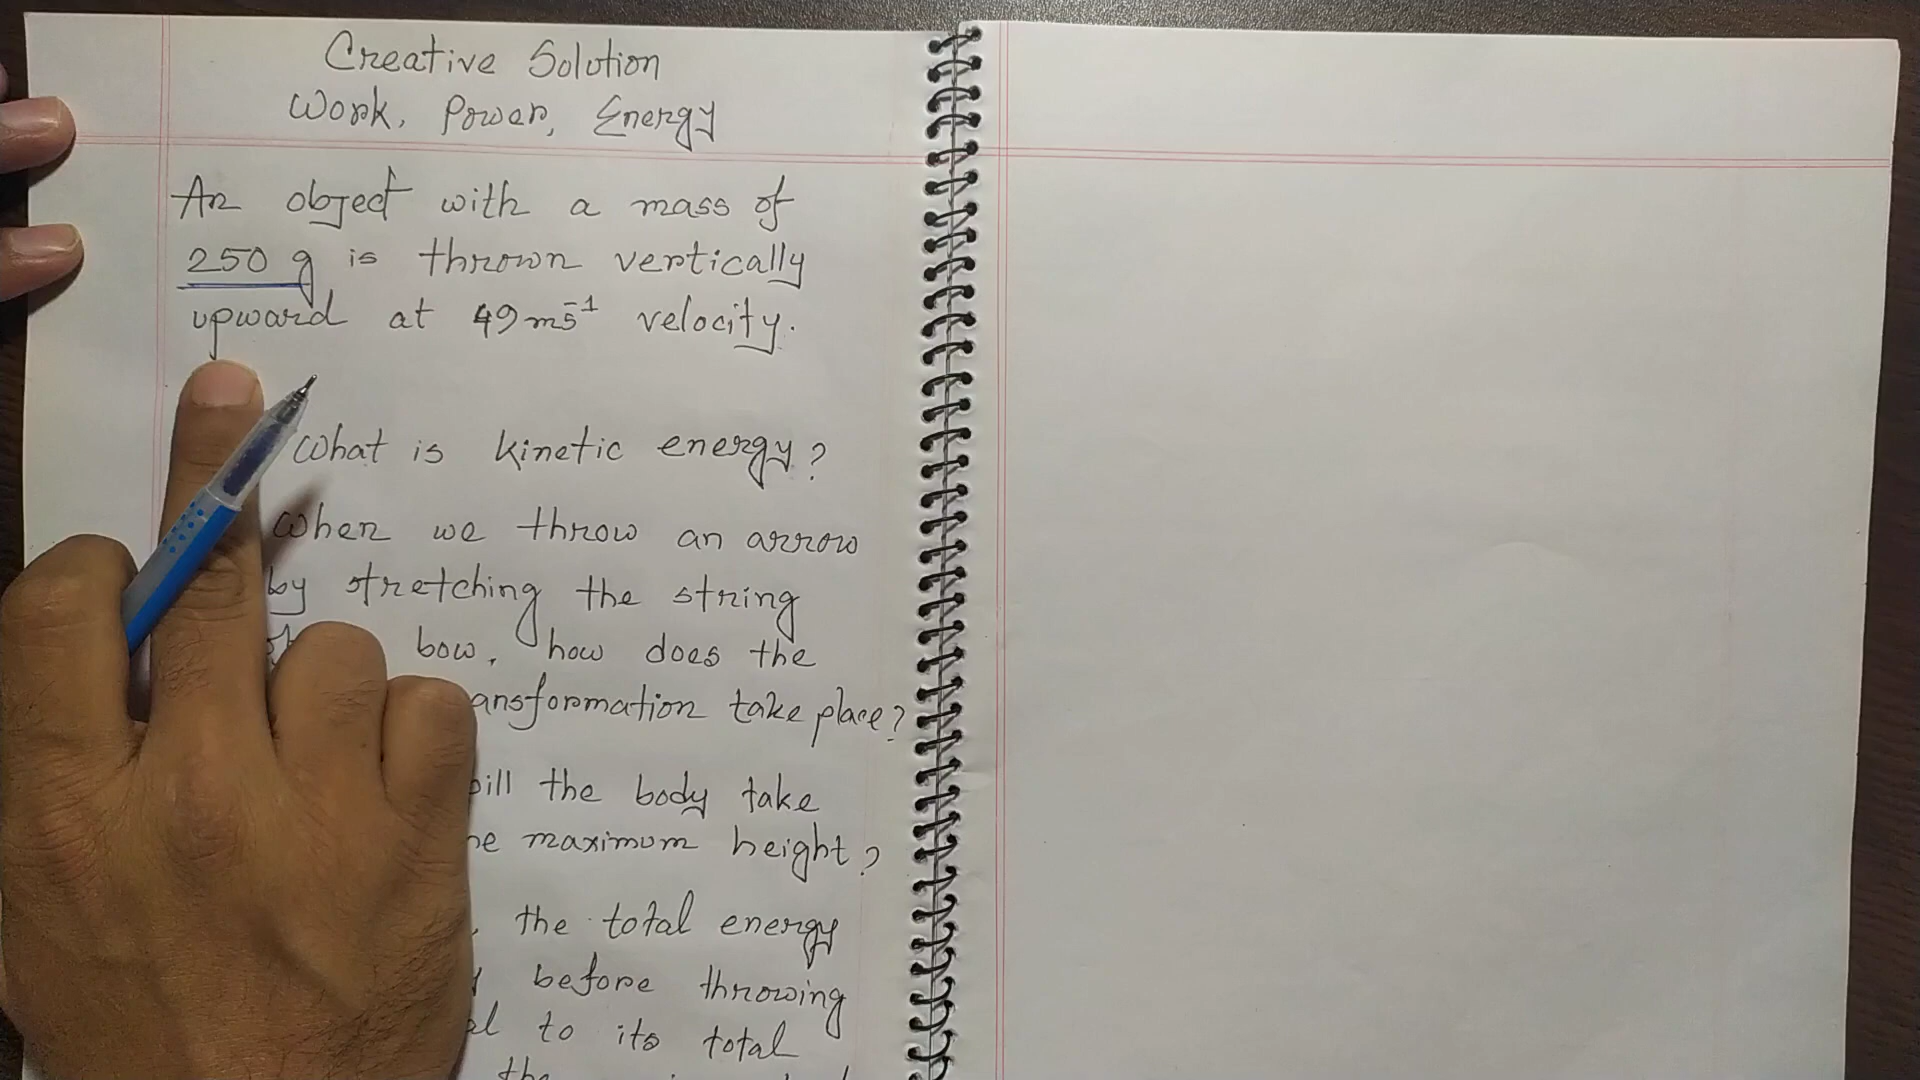 Creative Solution
Work, Power, Energy
An object with a mass of
250 g is thrown vertically
upward at 49 ms⁻¹ velocity.
What is kinetic energy?
When we throw an arrow
by stretching the string
bow, how does the
ansformation take place?
ill the body take
maximum height?
the total energy
before throwing
to its total
the